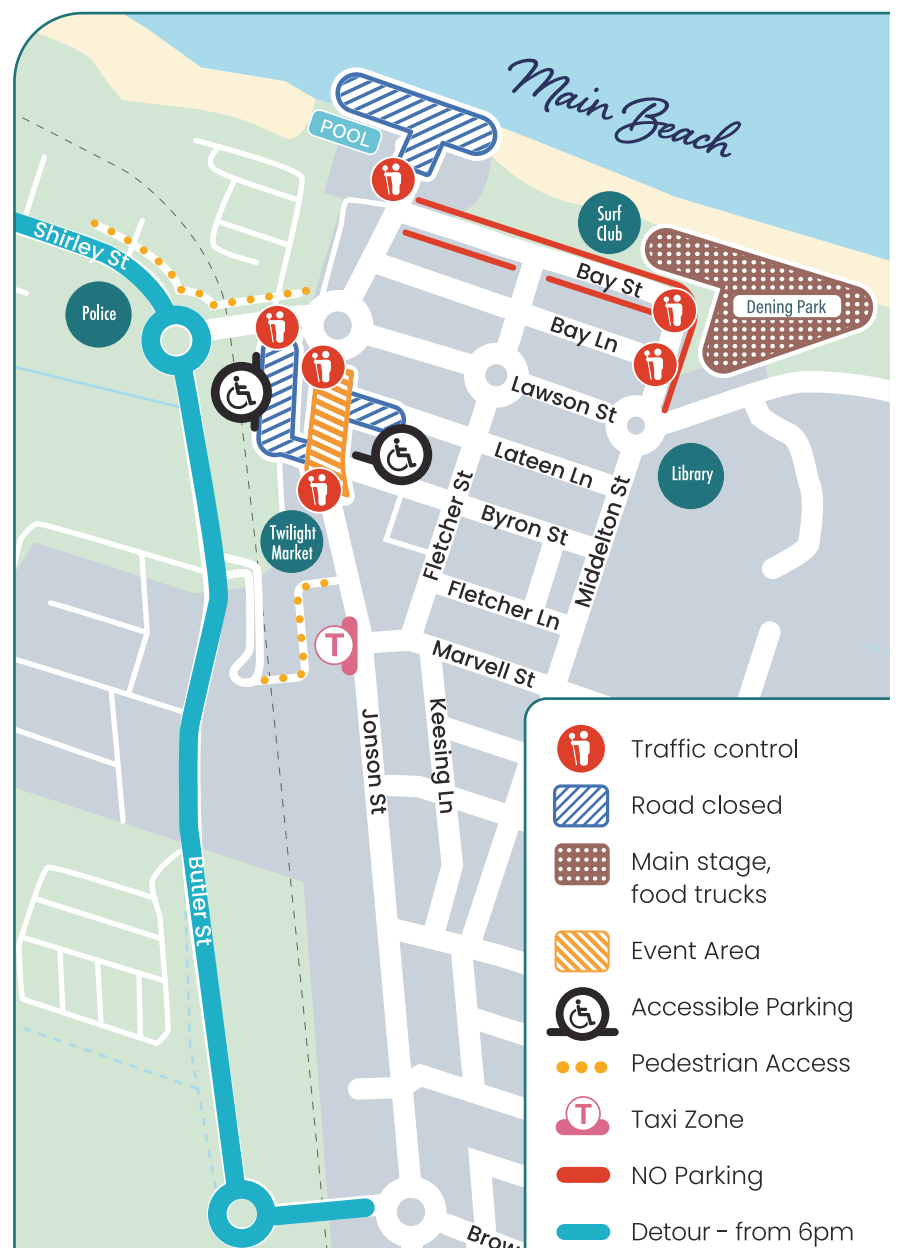 Main Beach
POOL
Surf
Club
Shirley St
Bay St
Dening Park
Police
Bay Ln
Lawson St
Lateen Ln
Library
Byron St
Twilight
Market
Fletcher St
Middelton St
Fletcher Ln
T
Marvell St
Jonson St
Keesing Ln
Butler St
Brow
Traffic control
Road closed
Main stage,
food trucks
Event Area
Accessible Parking
Pedestrian Access
T
Taxi Zone
NO Parking
Detour - from 6pm